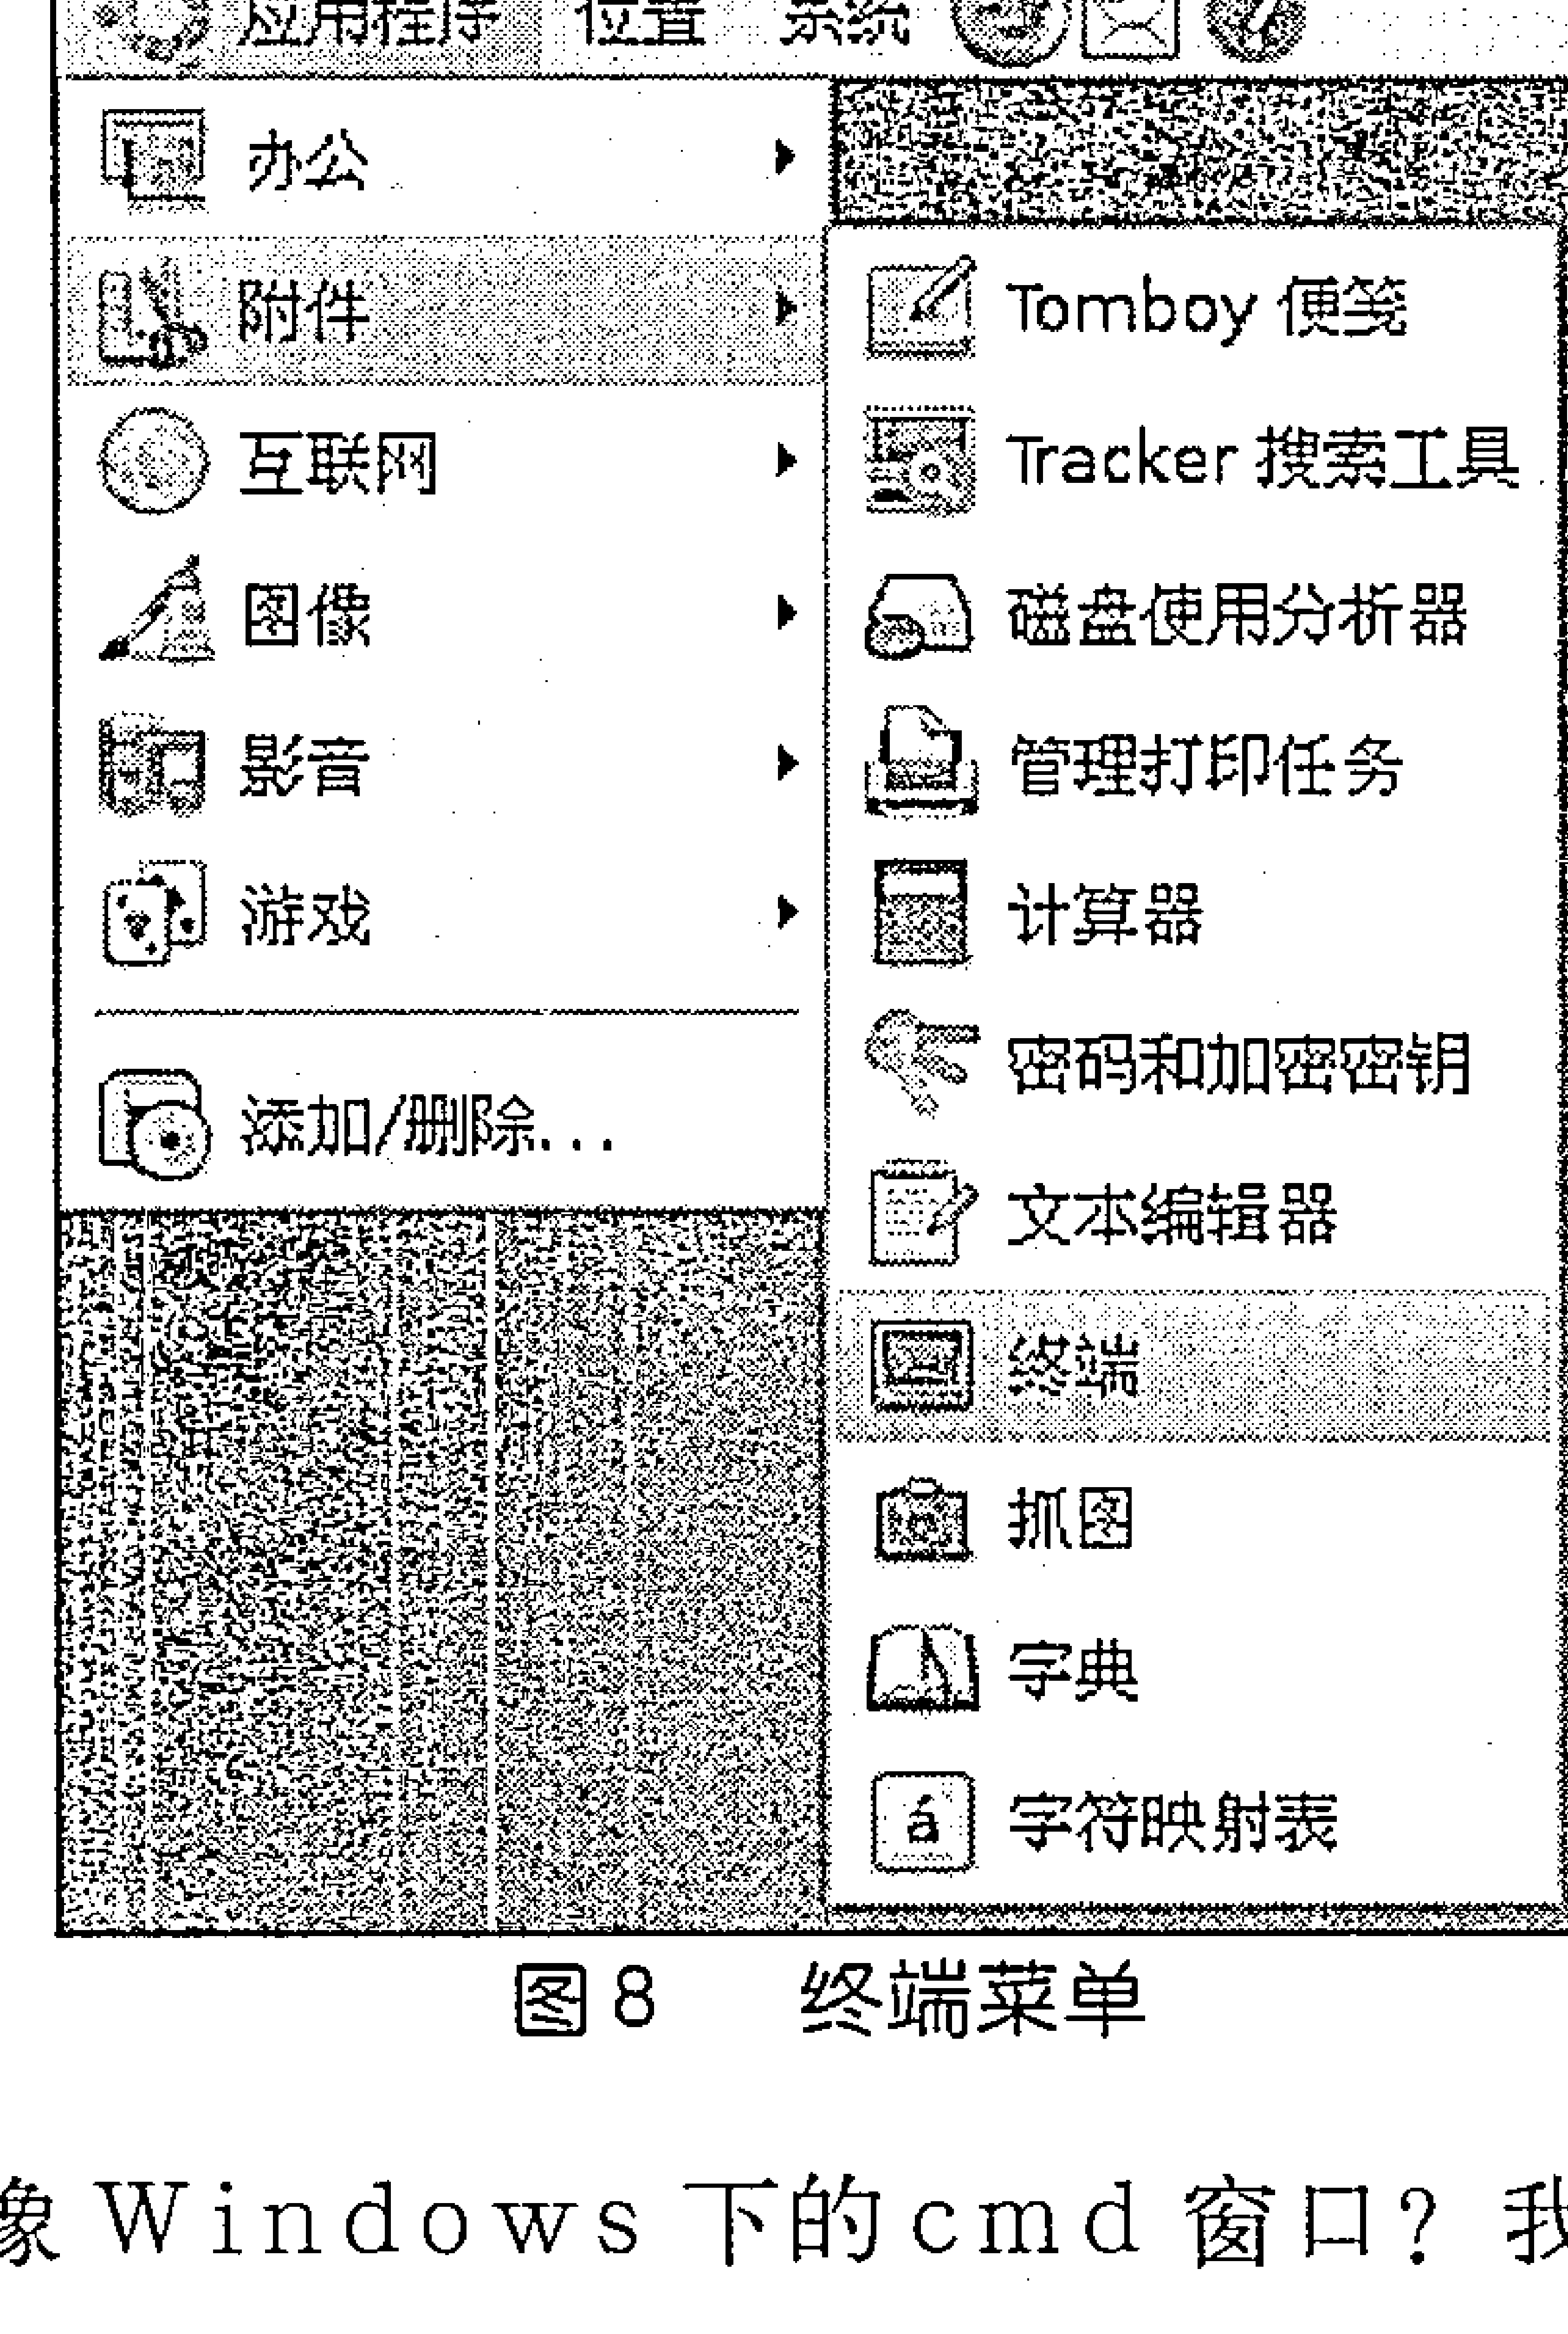 应用程序 位置 系统
办公
附件
互联网
图像
影音
游戏
添加/删除...
Tomboy 便笺
Tracker 搜索工具
磁盘使用分析器
管理打印任务
计算器
密码和加密密钥
文本编辑器
终端
抓图
字典
á 字符映射表
图 8 终端菜单
像 Windows 下的 cmd 窗口？我